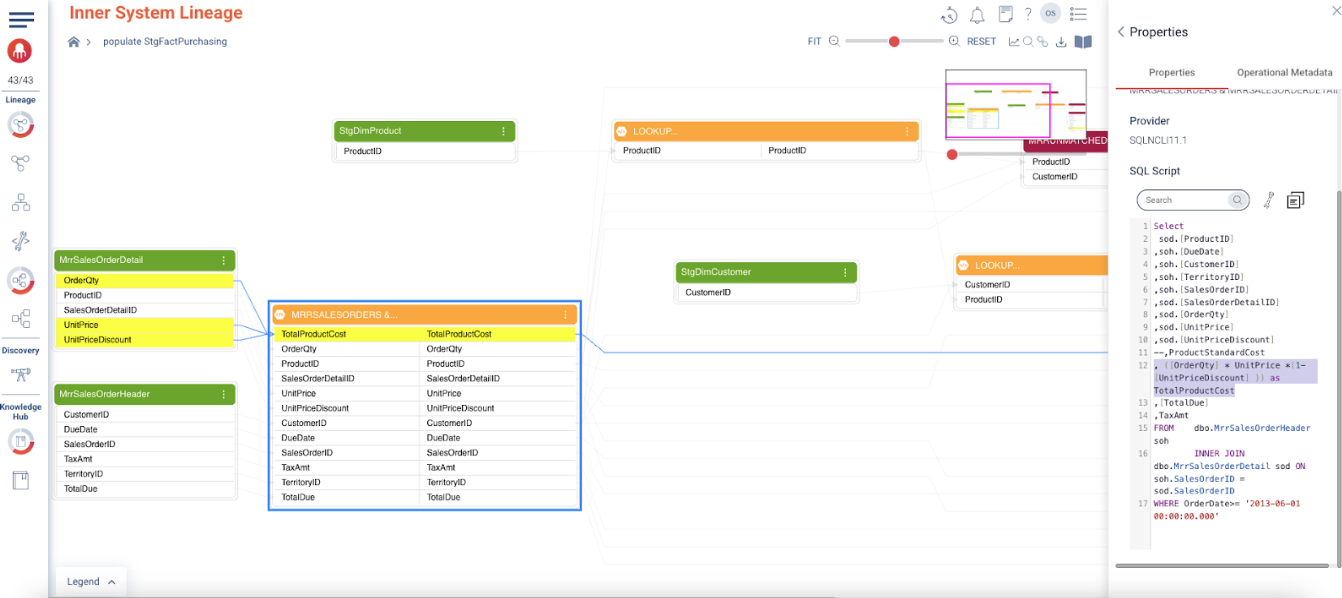 Inner System Lineage
OS
populate StgFactPurchasing
FIT
RESET
43/43
Lineage
Discovery
Knowledge
Hub
StgDimProduct
ProductID
LOOKUP...
ProductID ProductID
MRRUNMATCHED
ProductID
CustomerID
MrrSalesOrderDetail
OrderQty
ProductID
SalesOrderDetailID
UnitPrice
UnitPriceDiscount
StgDimCustomer
CustomerID
LOOKUP...
CustomerID
ProductID
MRRSALESORDERS &...
TotalProductCost TotalProductCost
OrderQty OrderQty
ProductID ProductID
SalesOrderDetailID SalesOrderDetailID
UnitPrice UnitPrice
UnitPriceDiscount UnitPriceDiscount
CustomerID CustomerID
DueDate DueDate
SalesOrderID SalesOrderID
TaxAmt TaxAmt
TerritoryID TerritoryID
TotalDue TotalDue
MrrSalesOrderHeader
CustomerID
DueDate
SalesOrderID
TaxAmt
TerritoryID
TotalDue
Legend
Properties
Properties Operational Metadata
MRRSALESORDERS & MRRSALESORDERDETAIL
Provider
SQLNCLI11.1
SQL Script
Search
1 Select
2 sod.[ProductID]
3 ,soh.[DueDate]
4 ,soh.[CustomerID]
5 ,soh.[TerritoryID]
6 ,soh.[SalesOrderID]
7 ,sod.[SalesOrderDetailID]
8 ,sod.[OrderQty]
9 ,sod.[UnitPrice]
10 ,sod.[UnitPriceDiscount]
11 --,ProductStandardCost
12 , ([OrderQty] * UnitPrice *(1-
[UnitPriceDiscount] )) as
TotalProductCost
13 ,[TotalDue]
14 ,TaxAmt
15 FROM dbo.MrrSalesOrderHeader
soh
16 INNER JOIN
dbo.MrrSalesOrderDetail sod ON
soh.SalesOrderID =
sod.SalesOrderID
17 WHERE OrderDate>= '2013-06-01
00:00:00.000'